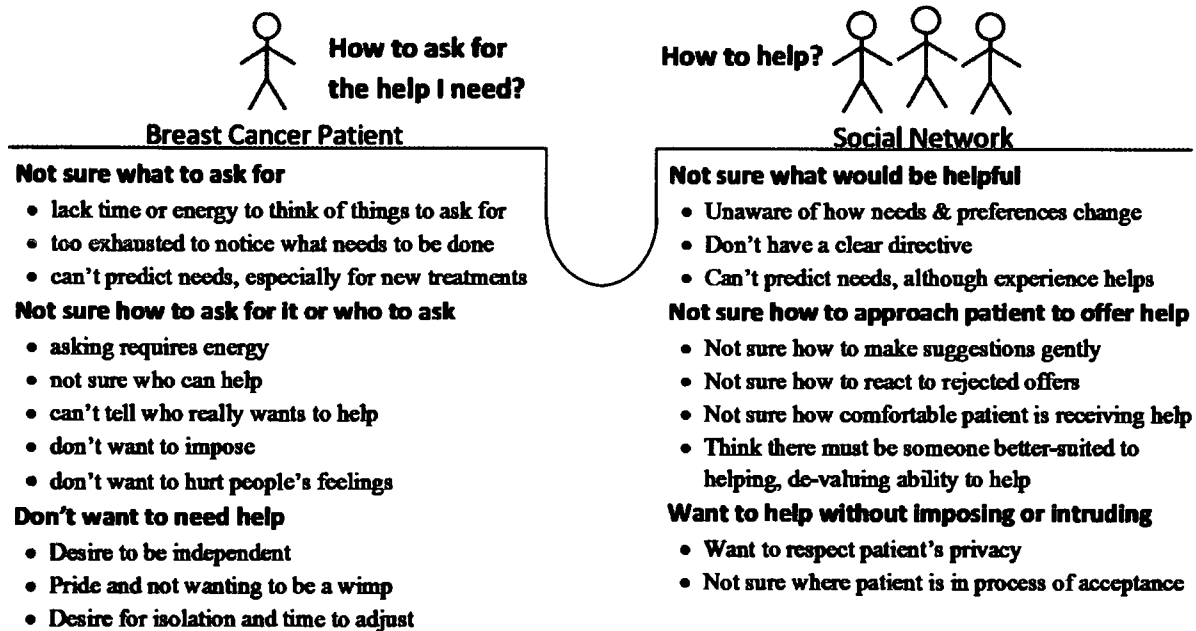 How to ask for
the help I need?
Breast Cancer Patient
Not sure what to ask for
• lack time or energy to think of things to ask for
• too exhausted to notice what needs to be done
• can't predict needs, especially for new treatments
Not sure how to ask for it or who to ask
• asking requires energy
• not sure who can help
• can't tell who really wants to help
• don't want to impose
• don't want to hurt people's feelings
Don't want to need help
• Desire to be independent
• Pride and not wanting to be a wimp
• Desire for isolation and time to adjust
How to help?
Social Network
Not sure what would be helpful
• Unaware of how needs & preferences change
• Don't have a clear directive
• Can't predict needs, although experience helps
Not sure how to approach patient to offer help
• Not sure how to make suggestions gently
• Not sure how to react to rejected offers
• Not sure how comfortable patient is receiving help
• Think there must be someone better-suited to
helping, de-valuing ability to help
Want to help without imposing or intruding
• Want to respect patient's privacy
• Not sure where patient is in process of acceptance